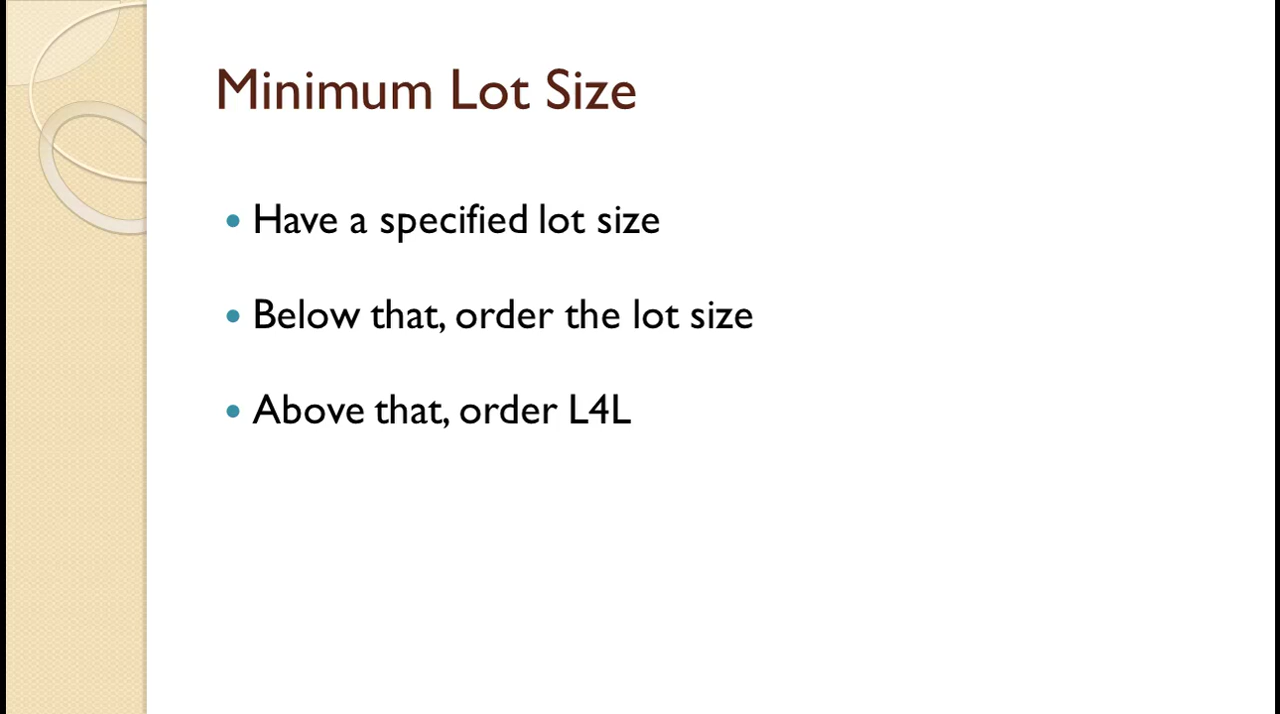 Minimum Lot Size
• Have a specified lot size
• Below that, order the lot size
• Above that, order L4L